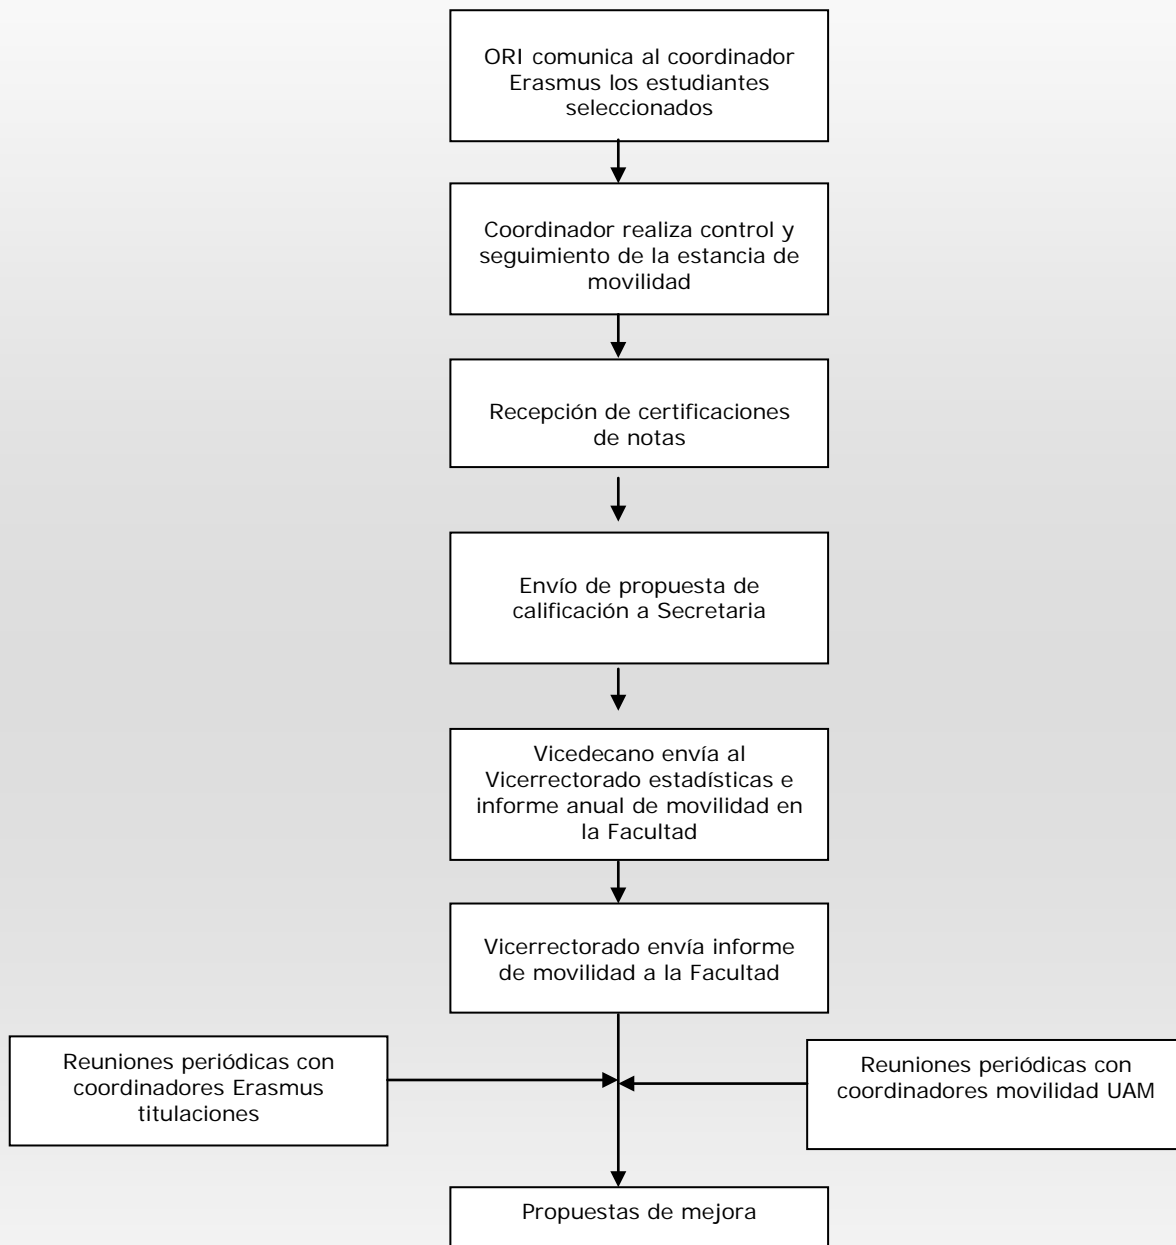 ORI comunica al coordinador
Erasmus los estudiantes
seleccionados
Coordinador realiza control y
seguimiento de la estancia de
movilidad
Recepción de certificaciones
de notas
Envío de propuesta de
calificación a Secretaria
Vicedecano envía al
Vicerrectorado estadísticas e
informe anual de movilidad en
la Facultad
Vicerrectorado envía informe
de movilidad a la Facultad
Reuniones periódicas con
coordinadores Erasmus
titulaciones
Reuniones periódicas con
coordinadores movilidad UAM
Propuestas de mejora